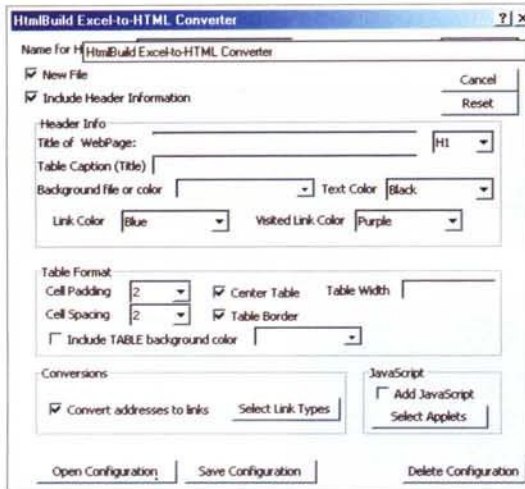 HtmlBuild Excel-to-HTML Converter
Name for H
HtmlBuild Excel-to-HTML Converter
New File
Cancel
Include Header Information
Reset
Header Info
Title of WebPage:
H1
Table Caption (Title)
Background file or color
Text Color
Black
Link Color
Blue
Visited Link Color
Purple
Table Format
Cell Padding
2
Center Table
Table Width
Cell Spacing
2
Table Border
Include TABLE background color
Conversions
Convert addresses to links
Select Link Types
JavaScript
Add JavaScript
Select Applets
Open Configuration
Save Configuration
Delete Configuration